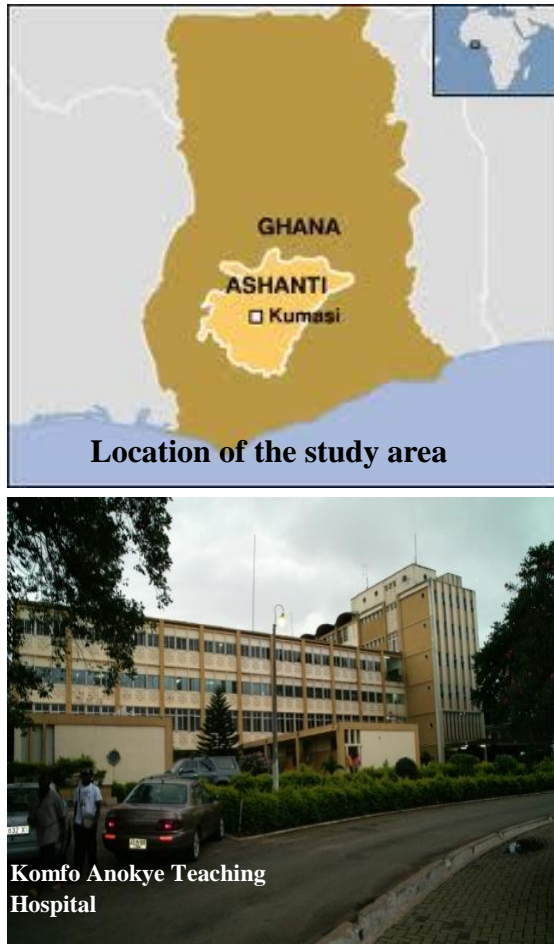 GHANA
ASHANTI
Kumasi
Location of the study area
Komfo Anokye Teaching
Hospital